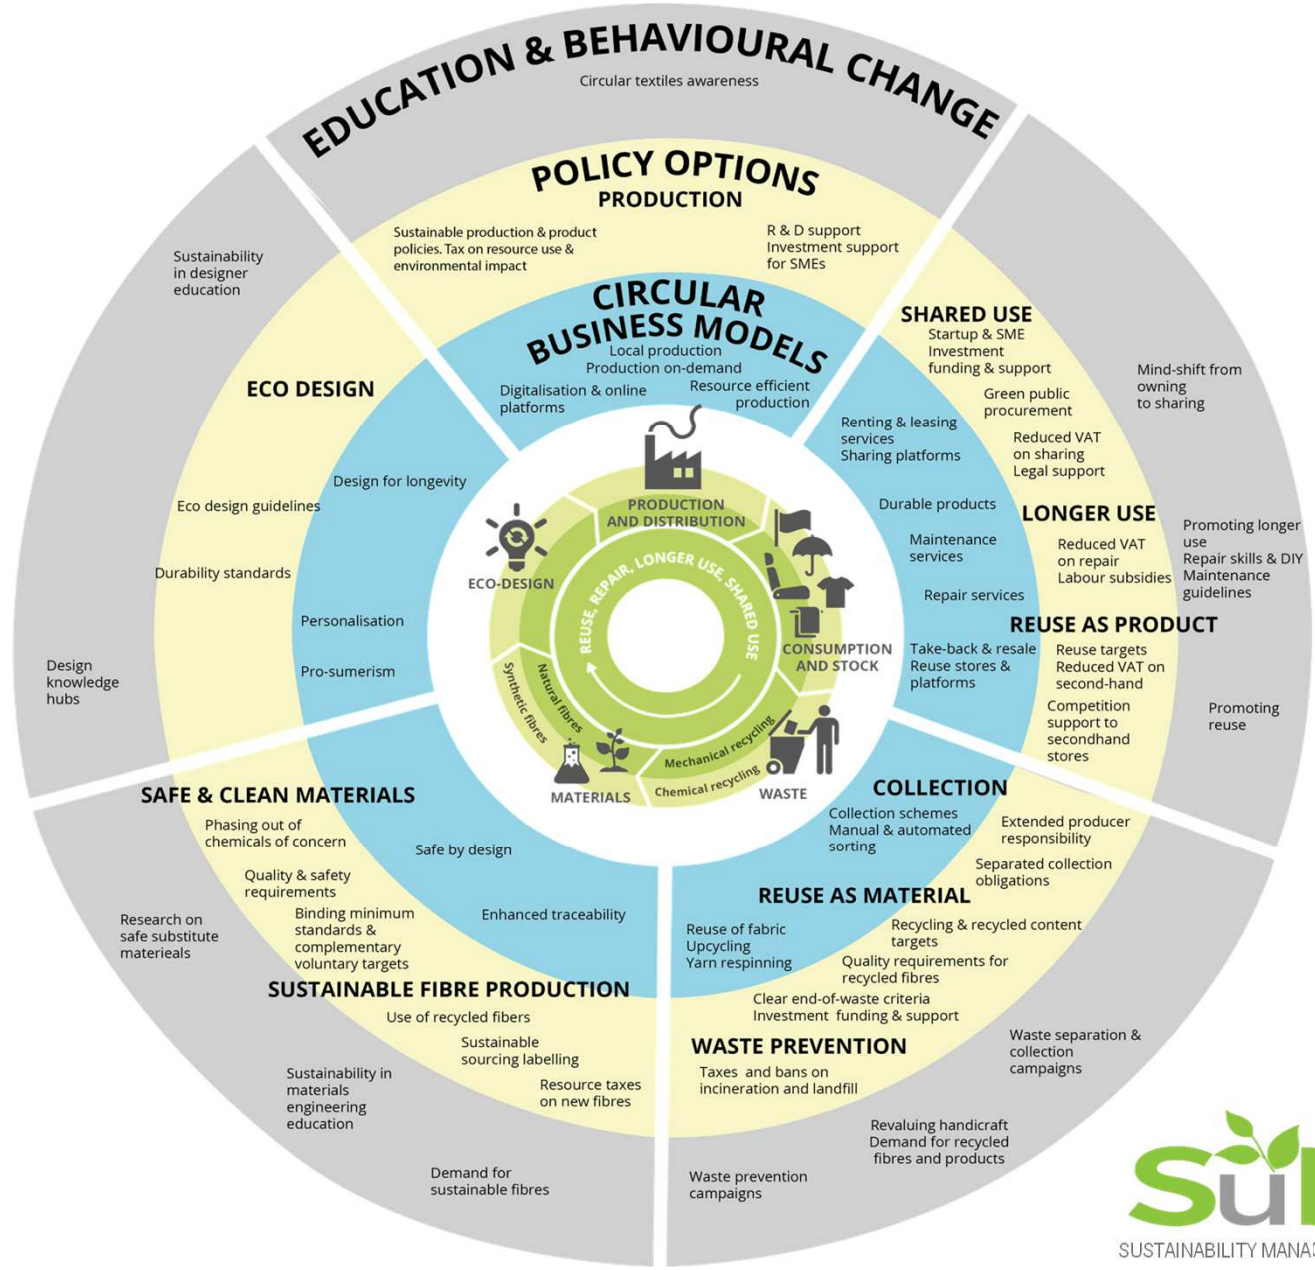 EDUCATION & BEHAVIOURAL CHANGE
Circular textiles awareness
POLICY OPTIONS
PRODUCTION
Sustainable production & product
policies. Tax on resource use &
environmental impact
R & D support
Investment support
for SMEs
CIRCULAR
BUSINESS MODELS
Local production
Production on-demand
Digitalisation & online
platforms
Resource efficient
production
Sustainability
in designer
education
ECO DESIGN
Design for longevity
Eco design guidelines
Durability standards
Personalisation
Pro-sumerism
Design
knowledge
hubs
SHARED USE
Startup & SME
Investment
funding & support
Green public
procurement
Reduced VAT
on sharing
Legal support
Mind-shift from
owning
to sharing
Renting & leasing
services
Sharing platforms
Durable products
Maintenance
services
Repair services
LONGER USE
Reduced VAT
on repair
Labour subsidies
Promoting longer
use
Repair skills & DIY
Maintenance
guidelines
REUSE AS PRODUCT
Take-back & resale
Reuse stores &
platforms
Reuse targets
Reduced VAT on
second-hand
Competition
support to
secondhand
stores
Promoting
reuse
PRODUCTION
AND DISTRIBUTION
ECO-DESIGN
REUSE, REPAIR, LONGER USE, SHARED USE
CONSUMPTION
AND STOCK
Synthetic fibres
Natural fibres
Mechanical recycling
Chemical recycling
MATERIALS
WASTE
SAFE & CLEAN MATERIALS
Phasing out of
chemicals of concern
Safe by design
Quality & safety
requirements
Enhanced traceability
Binding minimum
standards &
complementary
voluntary targets
Research on
safe substitute
materieals
SUSTAINABLE FIBRE PRODUCTION
Use of recycled fibers
Sustainable
sourcing labelling
Resource taxes
on new fibres
Sustainability in
materials
engineering
education
Demand for
sustainable fibres
COLLECTION
Collection schemes
Manual & automated
sorting
Extended producer
responsibility
Separated collection
obligations
REUSE AS MATERIAL
Reuse of fabric
Upcycling
Yarn respinning
Recycling & recycled content
targets
Quality requirements for
recycled fibres
Clear end-of-waste criteria
Investment funding & support
WASTE PREVENTION
Taxes and bans on
incineration and landfill
Waste separation &
collection
campaigns
Revaluing handicraft
Demand for recycled
fibres and products
Waste prevention
campaigns
Su
SUSTAINABILITY